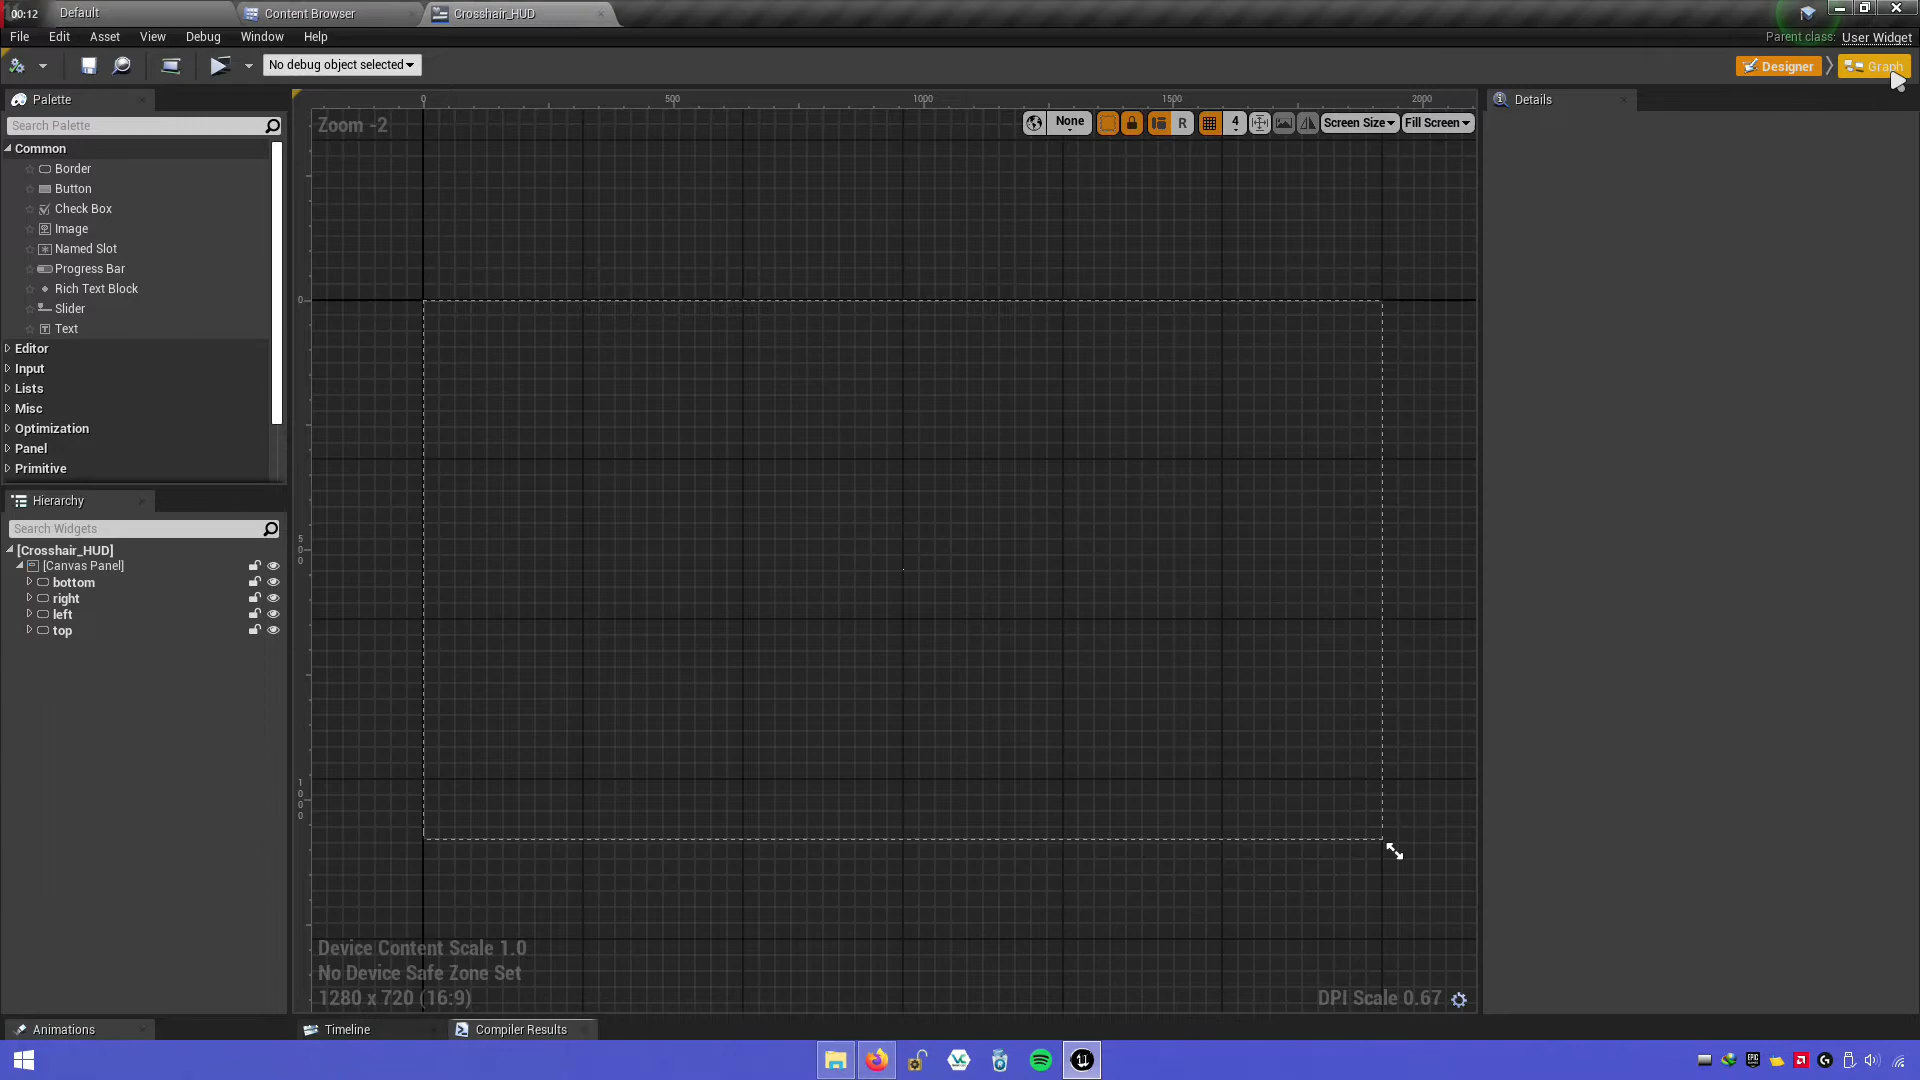 00:12
Default
Content Browser
Crosshair_HUD
File Edit Asset View Debug Window Help
Parent class: User Widget
No debug object selected
Designer
Graph
Palette
Search Palette
Common
Border
Button
Check Box
Image
Named Slot
Progress Bar
Rich Text Block
Slider
Text
Editor
Input
Lists
Misc
Optimization
Panel
Primitive
Hierarchy
Search Widgets
[Crosshair_HUD]
[Canvas Panel]
bottom
right
left
top
Animations
0 500 1000 1500 2000
Zoom -2
None
R
4
Screen Size
Fill Screen
0
500
1000
Device Content Scale 1.0
No Device Safe Zone Set
1280 x 720 (16:9)
DPI Scale 0.67
Timeline
Compiler Results
Details